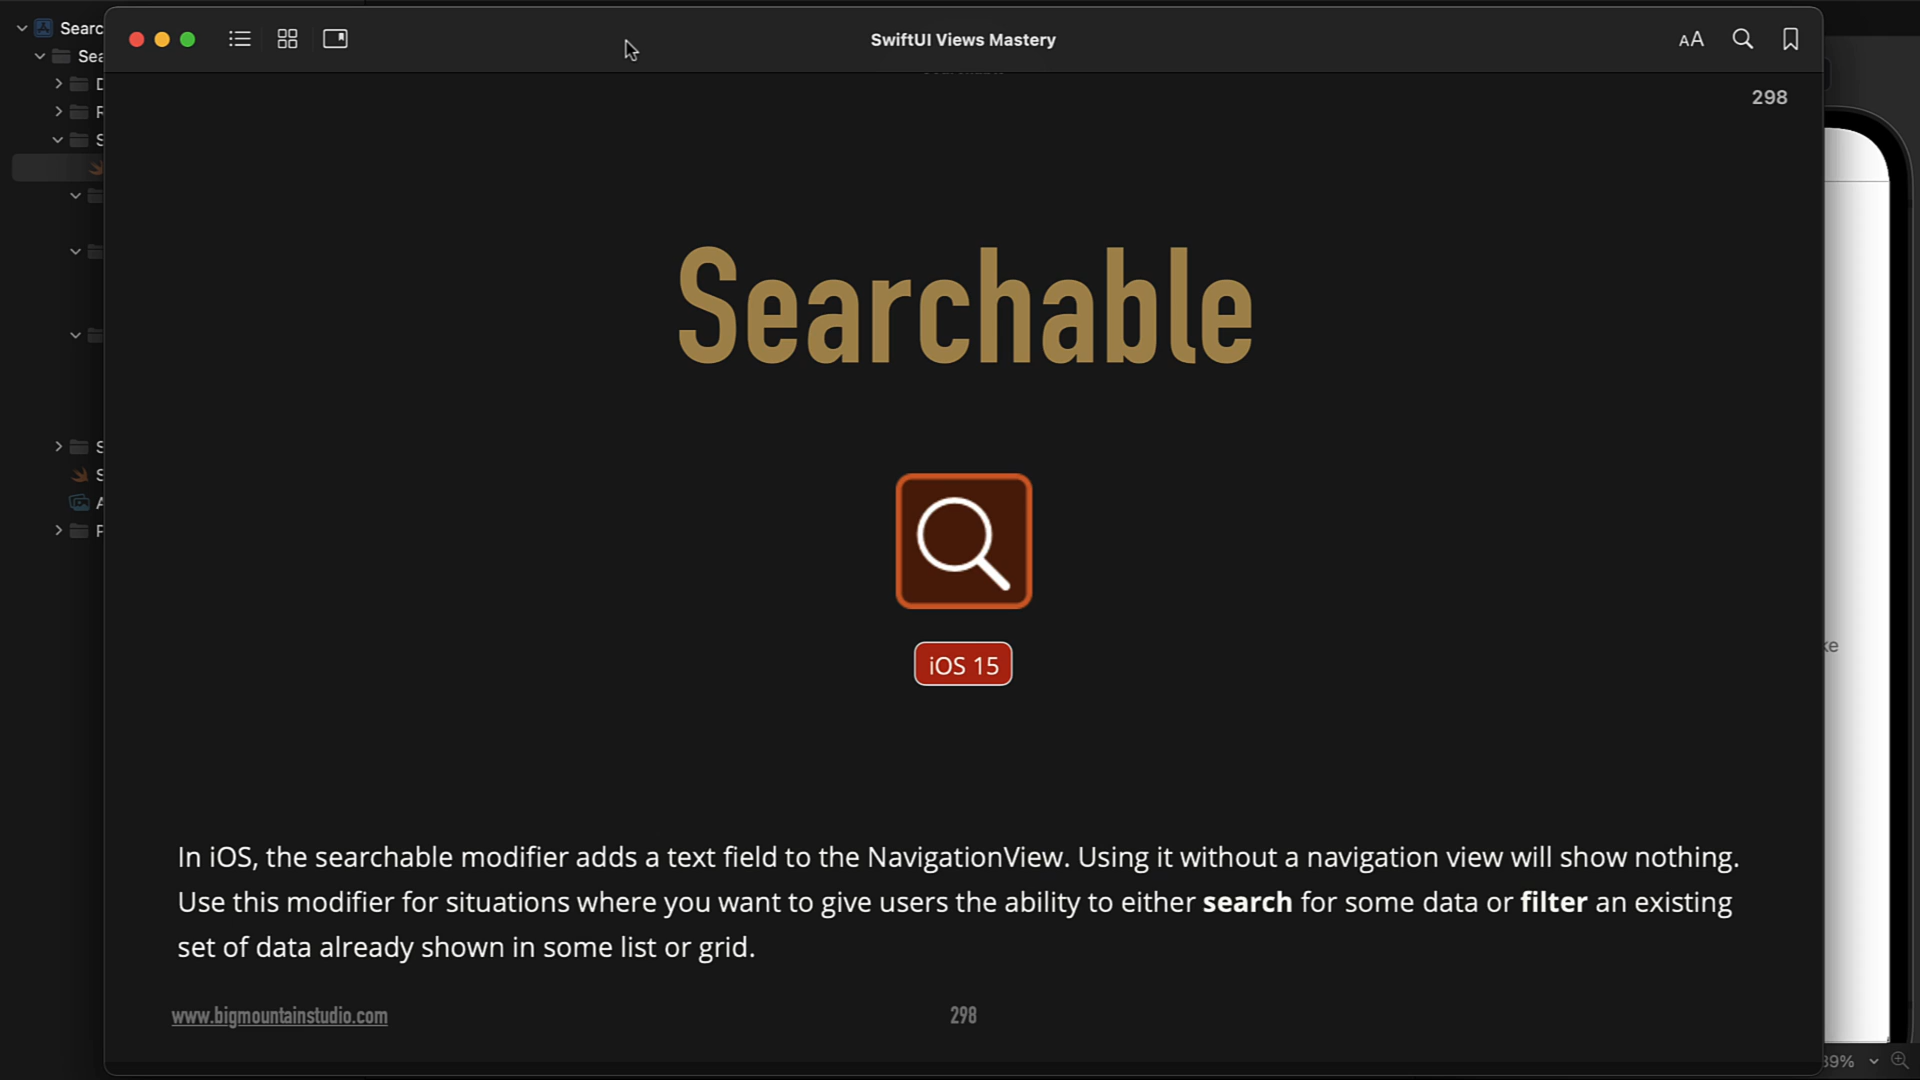 Searc
SwiftUI Views Mastery
AA
298
Searchable
iOS 15
In iOS, the searchable modifier adds a text field to the NavigationView. Using it without a navigation view will show nothing.
Use this modifier for situations where you want to give users the ability to either search for some data or filter an existing
set of data already shown in some list or grid.
www.bigmountainstudio.com
298
39%